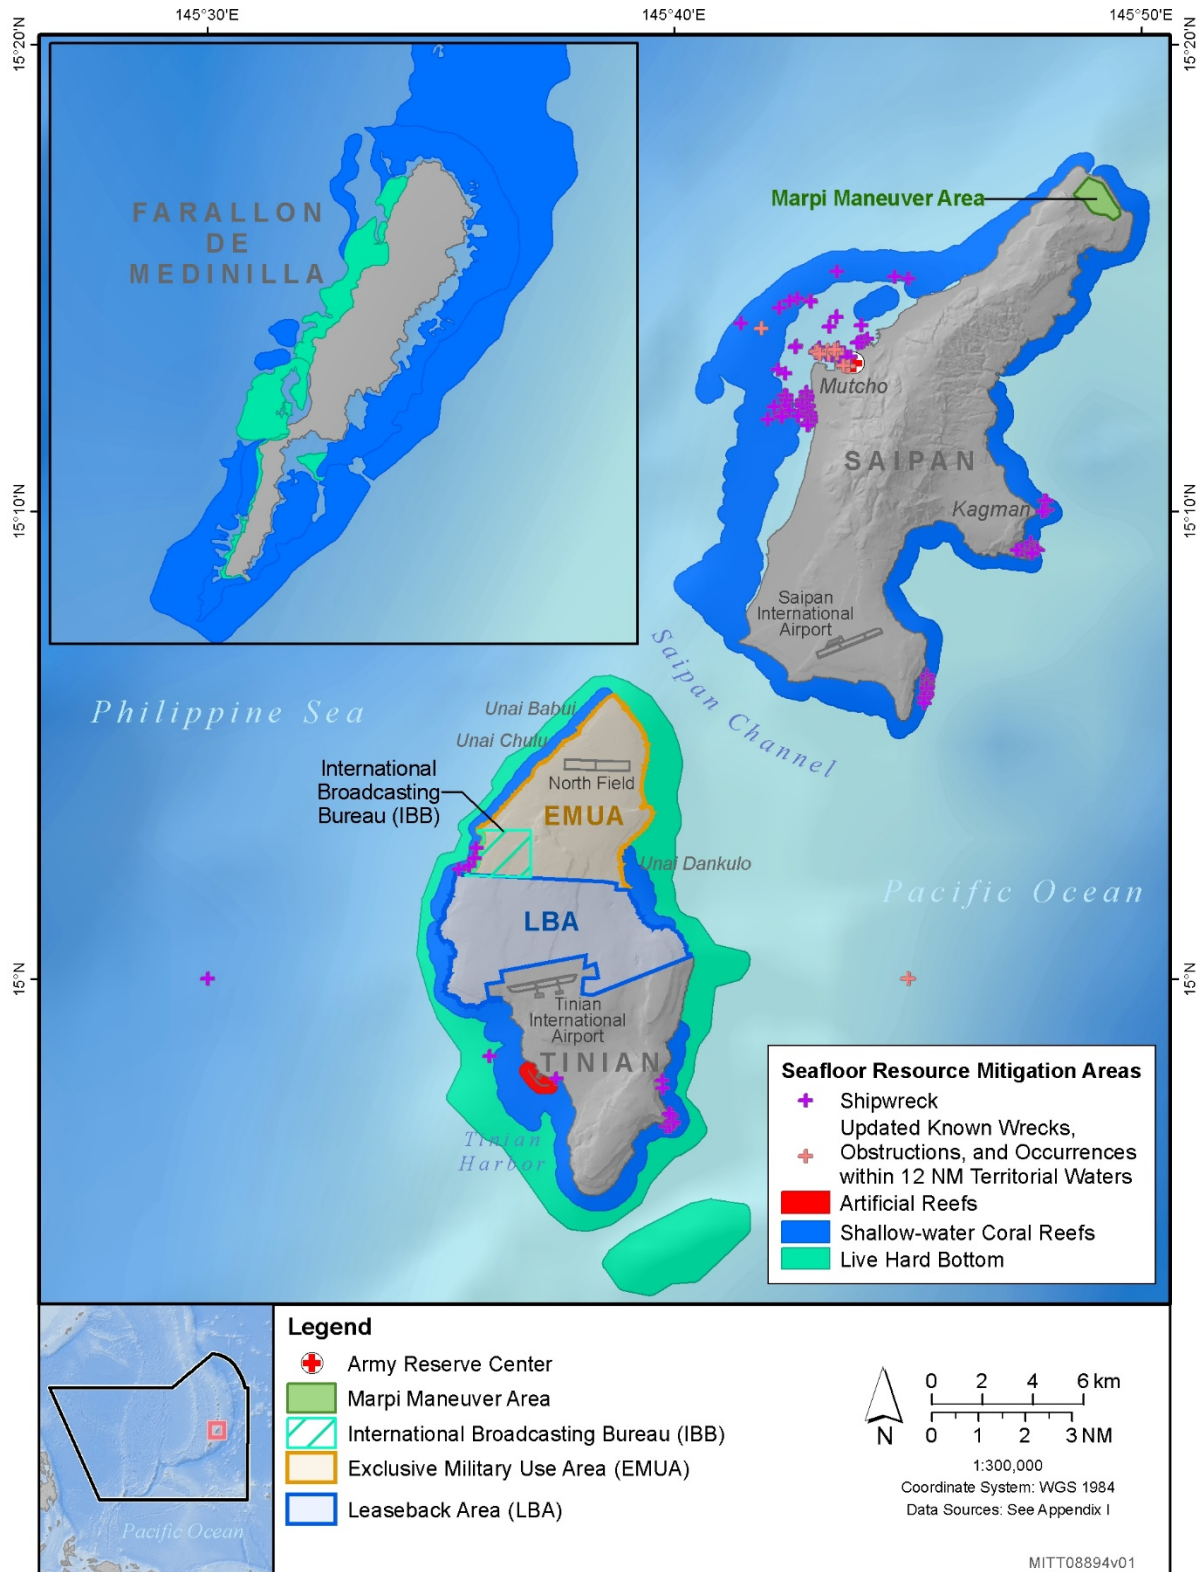 145°30'E
145°40'E
145°50'E
15°20'N
15°20'N
FARALLON
DE
MEDINILLA
Marpi Maneuver Area
Mutcho
SAIPAN
15°10'N
15°10'N
Kagman
Saipan
International
Airport
Saipan Channel
Philippine Sea
Unai Babui
Unai Chulu
International
Broadcasting
Bureau (IBB)
North Field
EMUA
Unai Dankulo
Pacific Ocean
LBA
15°N
15°N
Tinian
International
Airport
TINIAN
Tinian
Harbor
Seafloor Resource Mitigation Areas
Shipwreck
Updated Known Wrecks,
Obstructions, and Occurrences
within 12 NM Territorial Waters
Artificial Reefs
Shallow-water Coral Reefs
Live Hard Bottom
Legend
Army Reserve Center
Marpi Maneuver Area
International Broadcasting Bureau (IBB)
Exclusive Military Use Area (EMUA)
Leaseback Area (LBA)
Pacific Ocean
N
0 2 4 6 km
0 1 2 3 NM
1:300,000
Coordinate System: WGS 1984
Data Sources: See Appendix I
MITT08894v01